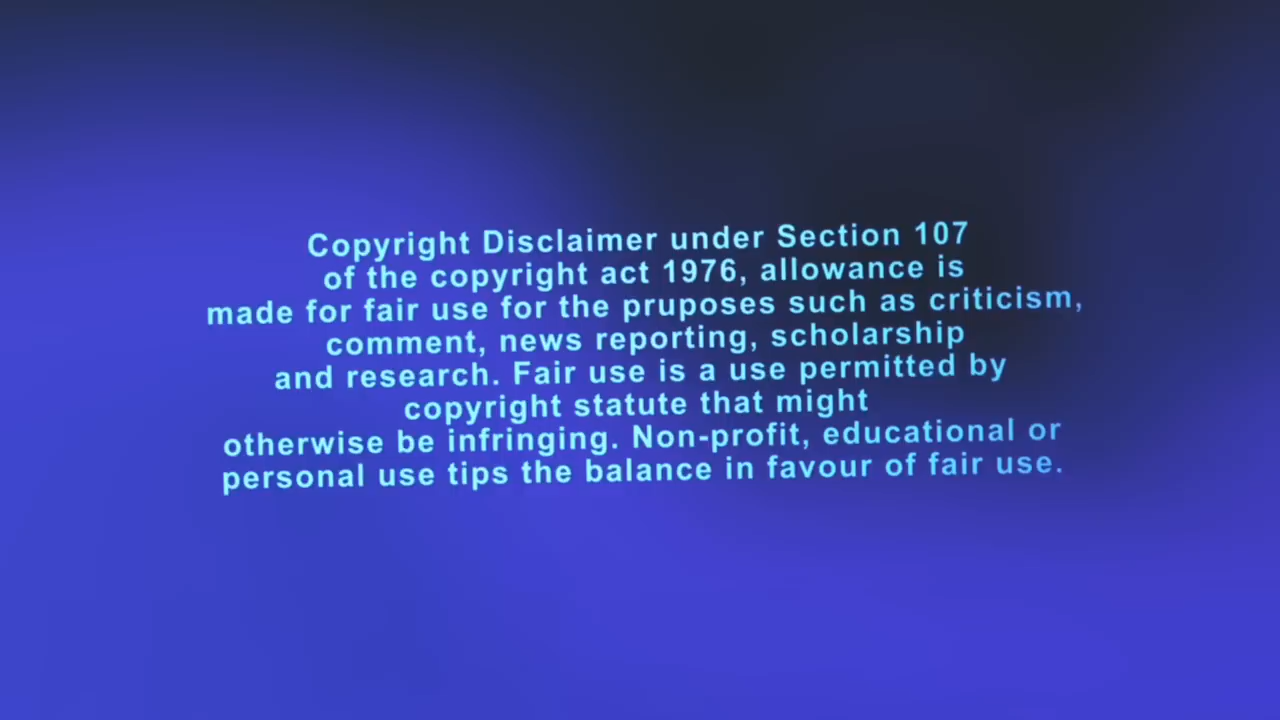 Copyright Disclaimer under Section 107
of the copyright act 1976, allowance is
made for fair use for the pruposes such as criticism,
comment, news reporting, scholarship
and research. Fair use is a use permitted by
copyright statute that might
otherwise be infringing. Non-profit, educational or
personal use tips the balance in favour of fair use.